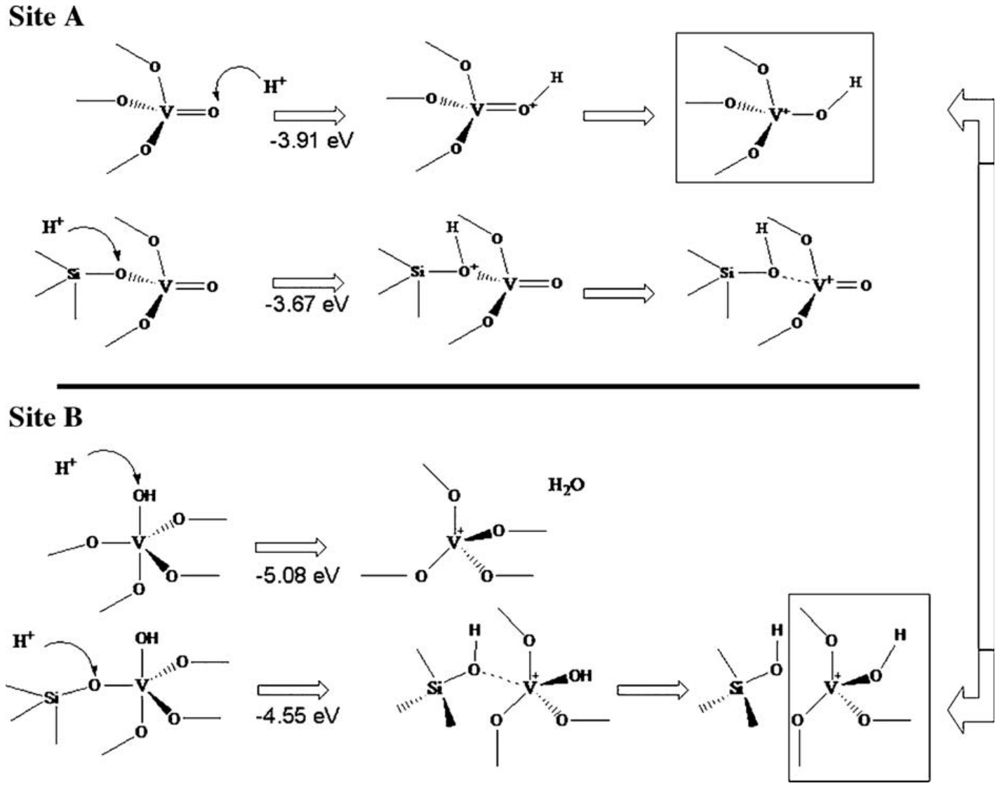 Site A
O
H+
O
V
O
O
-3.91 eV
O
H
O
V
O+
O
O
H
O
V+
O
O
H+
O
Si
O
V
O
O
-3.67 eV
H
O
Si
O+
V
O
O
H
O
Si
O
V+
O
O
Site B
H+
OH
O
O
V
O
O
-5.08 eV
O
H2O
V+
O
O
O
H+
OH
O
O
V
Si
O
O
-4.55 eV
H
O
O
Si
V+
OH
O
O
H
O
Si
O
H
V+
O
O
O